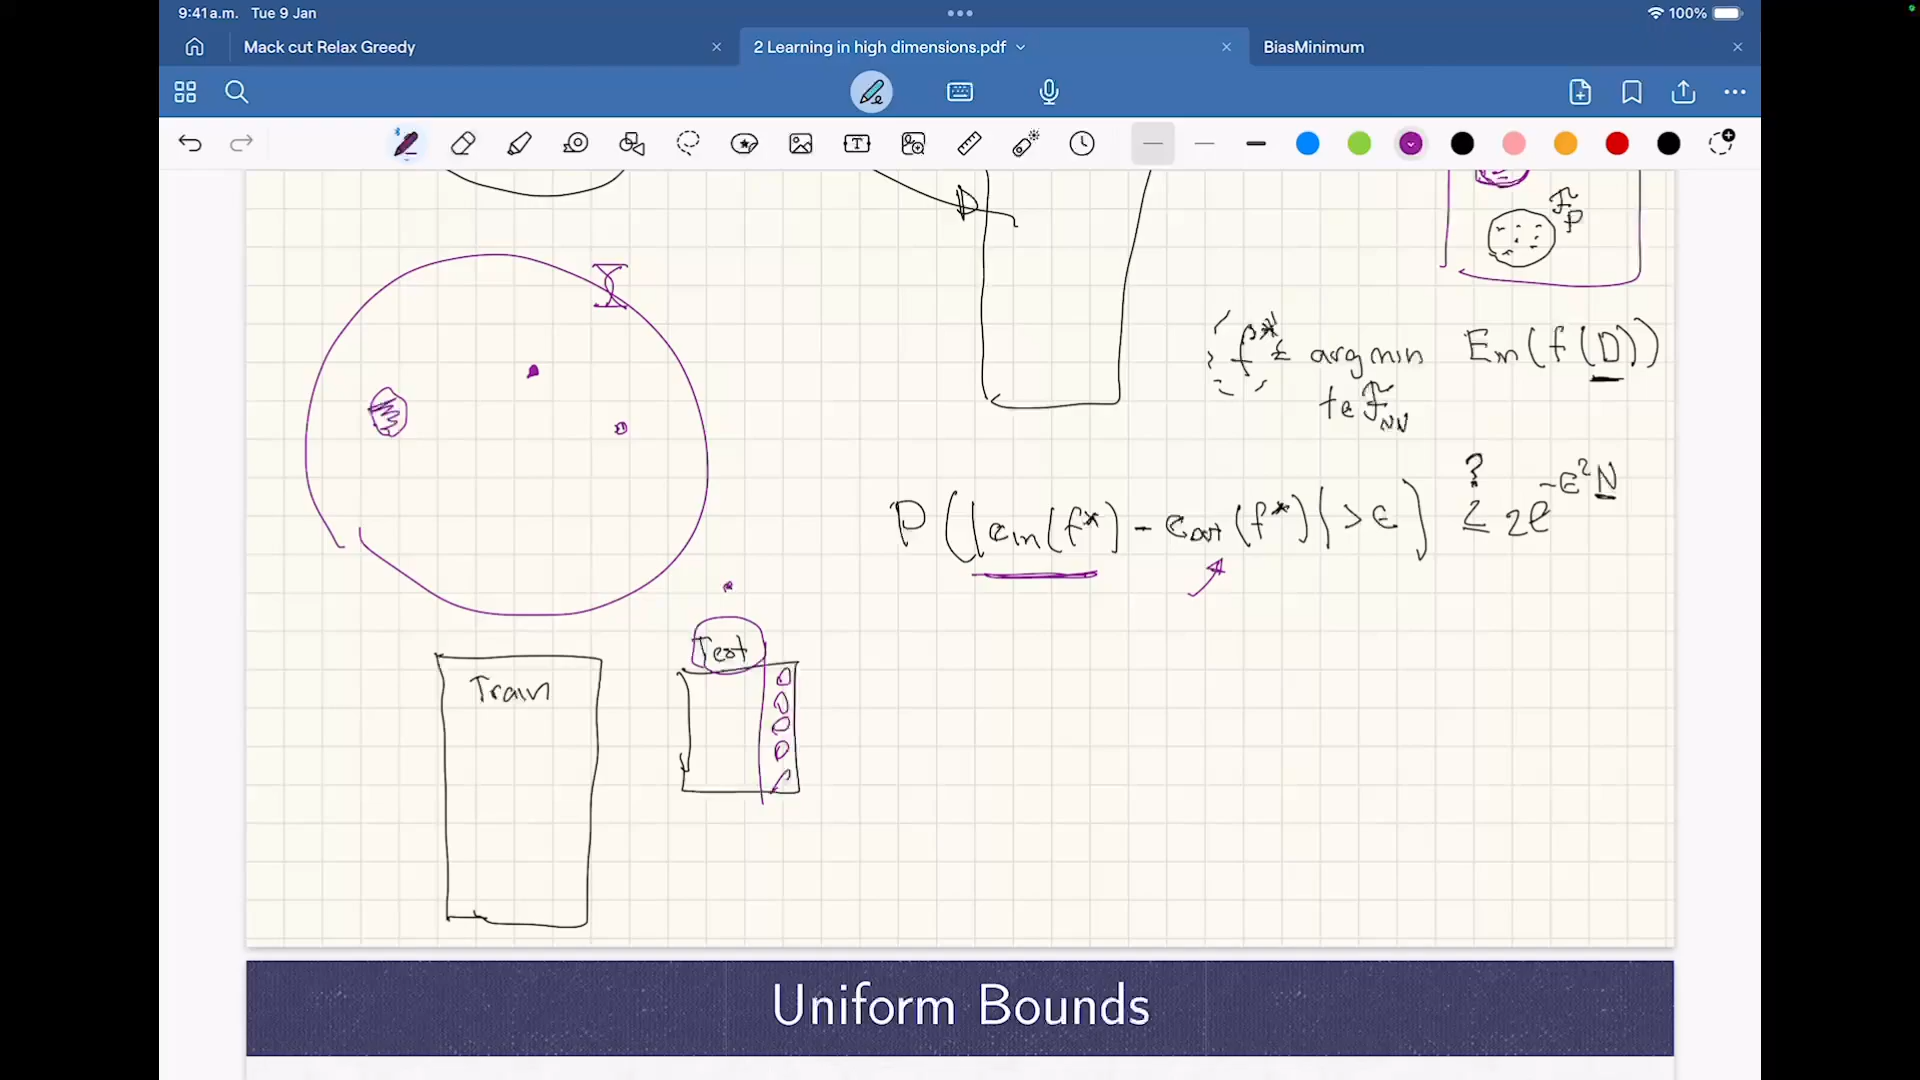 9:41 a.m. Tue 9 Jan
100%
Mack cut Relax Greedy
2 Learning in high dimensions.pdf
BiasMinimum
T
D
F_P
X
f* ∈ argmin Ein(f(D))
f ∈ F_NN
P(|ein(f*) - eout(f*)| > ϵ) ≤ 2e^{-ϵ²N}
?
Test
Train
Uniform Bounds